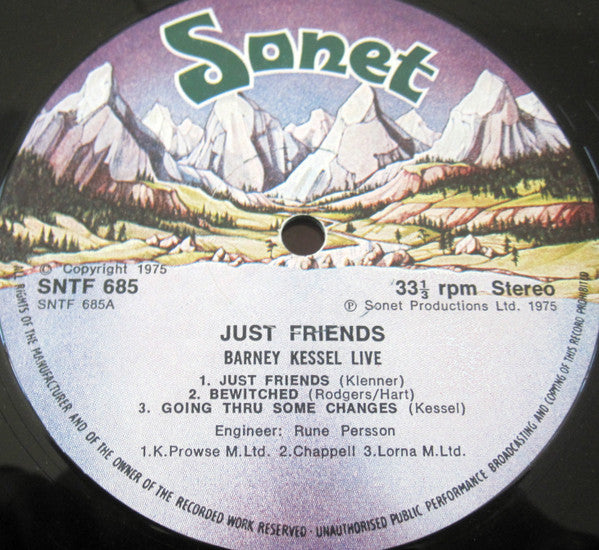 Sonet
© Copyright 1975
SNTF 685
SNTF 685A
33⅓ rpm Stereo
℗ Sonet Productions Ltd. 1975
JUST FRIENDS
BARNEY KESSEL LIVE
1. JUST FRIENDS (Klenner)
2. BEWITCHED (Rodgers/Hart)
3. GOING THRU SOME CHANGES (Kessel)
Engineer: Rune Persson
1.K.Prowse M.Ltd. 2.Chappell 3.Lorna M.Ltd.
ALL RIGHTS OF THE MANUFACTURER AND OF THE OWNER OF THE RECORDED WORK RESERVED · UNAUTHORISED PUBLIC PERFORMANCE BROADCASTING AND COPYING OF THIS RECORD PROHIBITED